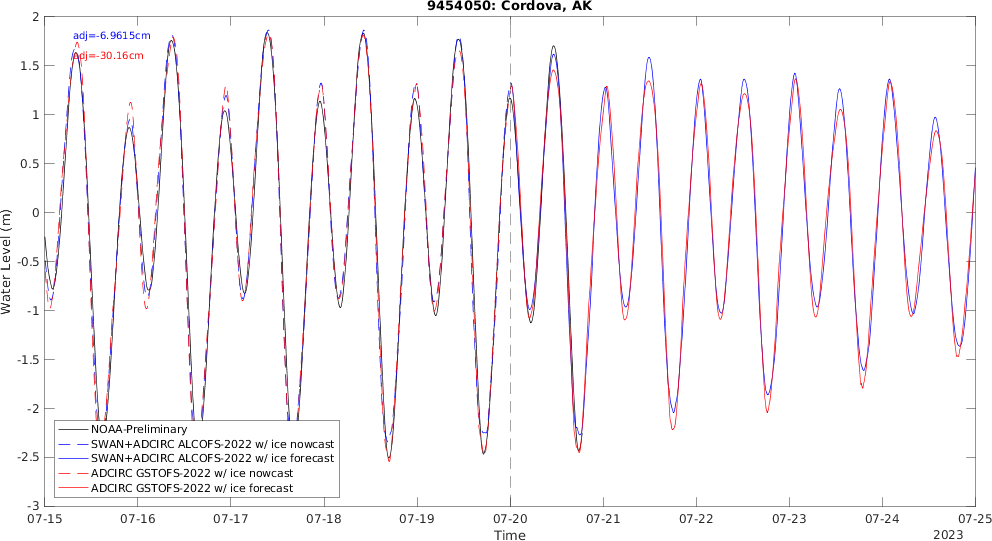 9454050: Cordova, AK
adj=-6.9615cm
adj=-30.16cm
Water Level (m)
2
1.5
1
0.5
0
-0.5
-1
-1.5
-2
-2.5
-3
NOAA-Preliminary
SWAN+ADCIRC ALCOFS-2022 w/ ice nowcast
SWAN+ADCIRC ALCOFS-2022 w/ ice forecast
ADCIRC GSTOFS-2022 w/ ice nowcast
ADCIRC GSTOFS-2022 w/ ice forecast
07-15 07-16 07-17 07-18 07-19 07-20 07-21 07-22 07-23 07-24 07-25
Time
2023